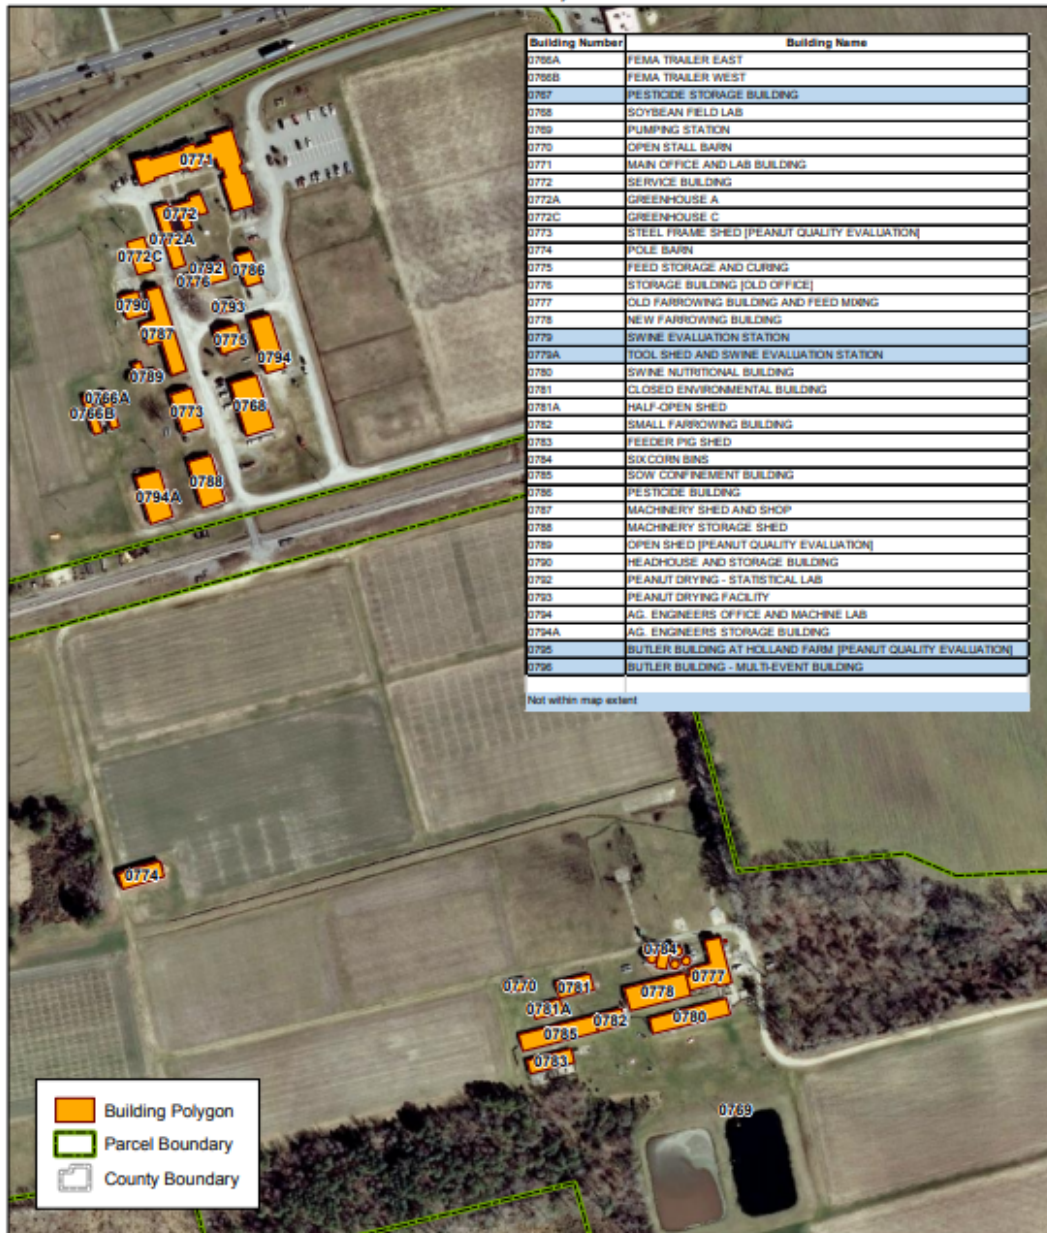 Building Number Building Name
0766A FEMA TRAILER EAST
0766B FEMA TRAILER WEST
0767 PESTICIDE STORAGE BUILDING
0768 SOYBEAN FIELD LAB
0769 PUMPING STATION
0770 OPEN STALL BARN
0771 MAIN OFFICE AND LAB BUILDING
0772 SERVICE BUILDING
0772A GREENHOUSE A
0772C GREENHOUSE C
0773 STEEL FRAME SHED [PEANUT QUALITY EVALUATION]
0774 POLE BARN
0775 FEED STORAGE AND CURING
0776 STORAGE BUILDING [OLD OFFICE]
0777 OLD FARROWING BUILDING AND FEED MIXING
0778 NEW FARROWING BUILDING
0779 SWINE EVALUATION STATION
0779A TOOL SHED AND SWINE EVALUATION STATION
0780 SWINE NUTRITIONAL BUILDING
0781 CLOSED ENVIRONMENTAL BUILDING
0781A HALF-OPEN SHED
0782 SMALL FARROWING BUILDING
0783 FEEDER PIG SHED
0784 SIX CORN BINS
0785 SOW CONFINEMENT BUILDING
0786 PESTICIDE BUILDING
0787 MACHINERY SHED AND SHOP
0788 MACHINERY STORAGE SHED
0789 OPEN SHED [PEANUT QUALITY EVALUATION]
0790 HEADHOUSE AND STORAGE BUILDING
0792 PEANUT DRYING - STATISTICAL LAB
0793 PEANUT DRYING FACILITY
0794 AG. ENGINEERS OFFICE AND MACHINE LAB
0794A AG. ENGINEERS STORAGE BUILDING
0795 BUTLER BUILDING AT HOLLAND FARM [PEANUT QUALITY EVALUATION]
0796 BUTLER BUILDING - MULTI-EVENT BUILDING
Not within map extent
0771
0772
0772A
0772C
0792
0786
0776
0790
0793
0787
0775
0794
0789
0766A
0766B
0773
0768
0788
0794A
0774
0784
0777
0770
0781
0778
0781A
0782
0780
0785
0783
0769
Building Polygon
Parcel Boundary
County Boundary